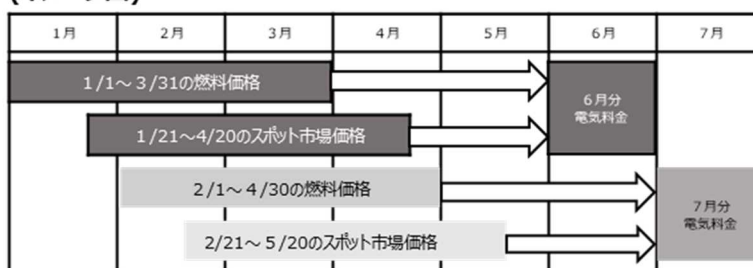 1月 2月 3月 4月 5月 6月 7月
1/1～3/31の燃料価格
6月分
電気料金
1/21～4/20のスポット市場価格
2/1～4/30の燃料価格
7月分
電気料金
2/21～5/20のスポット市場価格